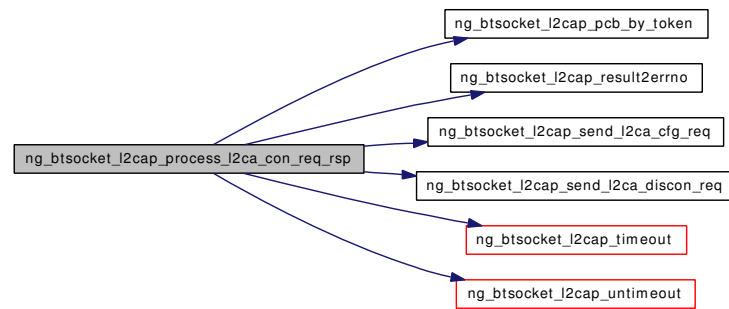 ng_btsocket_l2cap_pcb_by_token
ng_btsocket_l2cap_result2errno
ng_btsocket_l2cap_send_l2ca_cfg_req
ng_btsocket_l2cap_process_l2ca_con_req_rsp
ng_btsocket_l2cap_send_l2ca_discon_req
ng_btsocket_l2cap_timeout
ng_btsocket_l2cap_untimeout